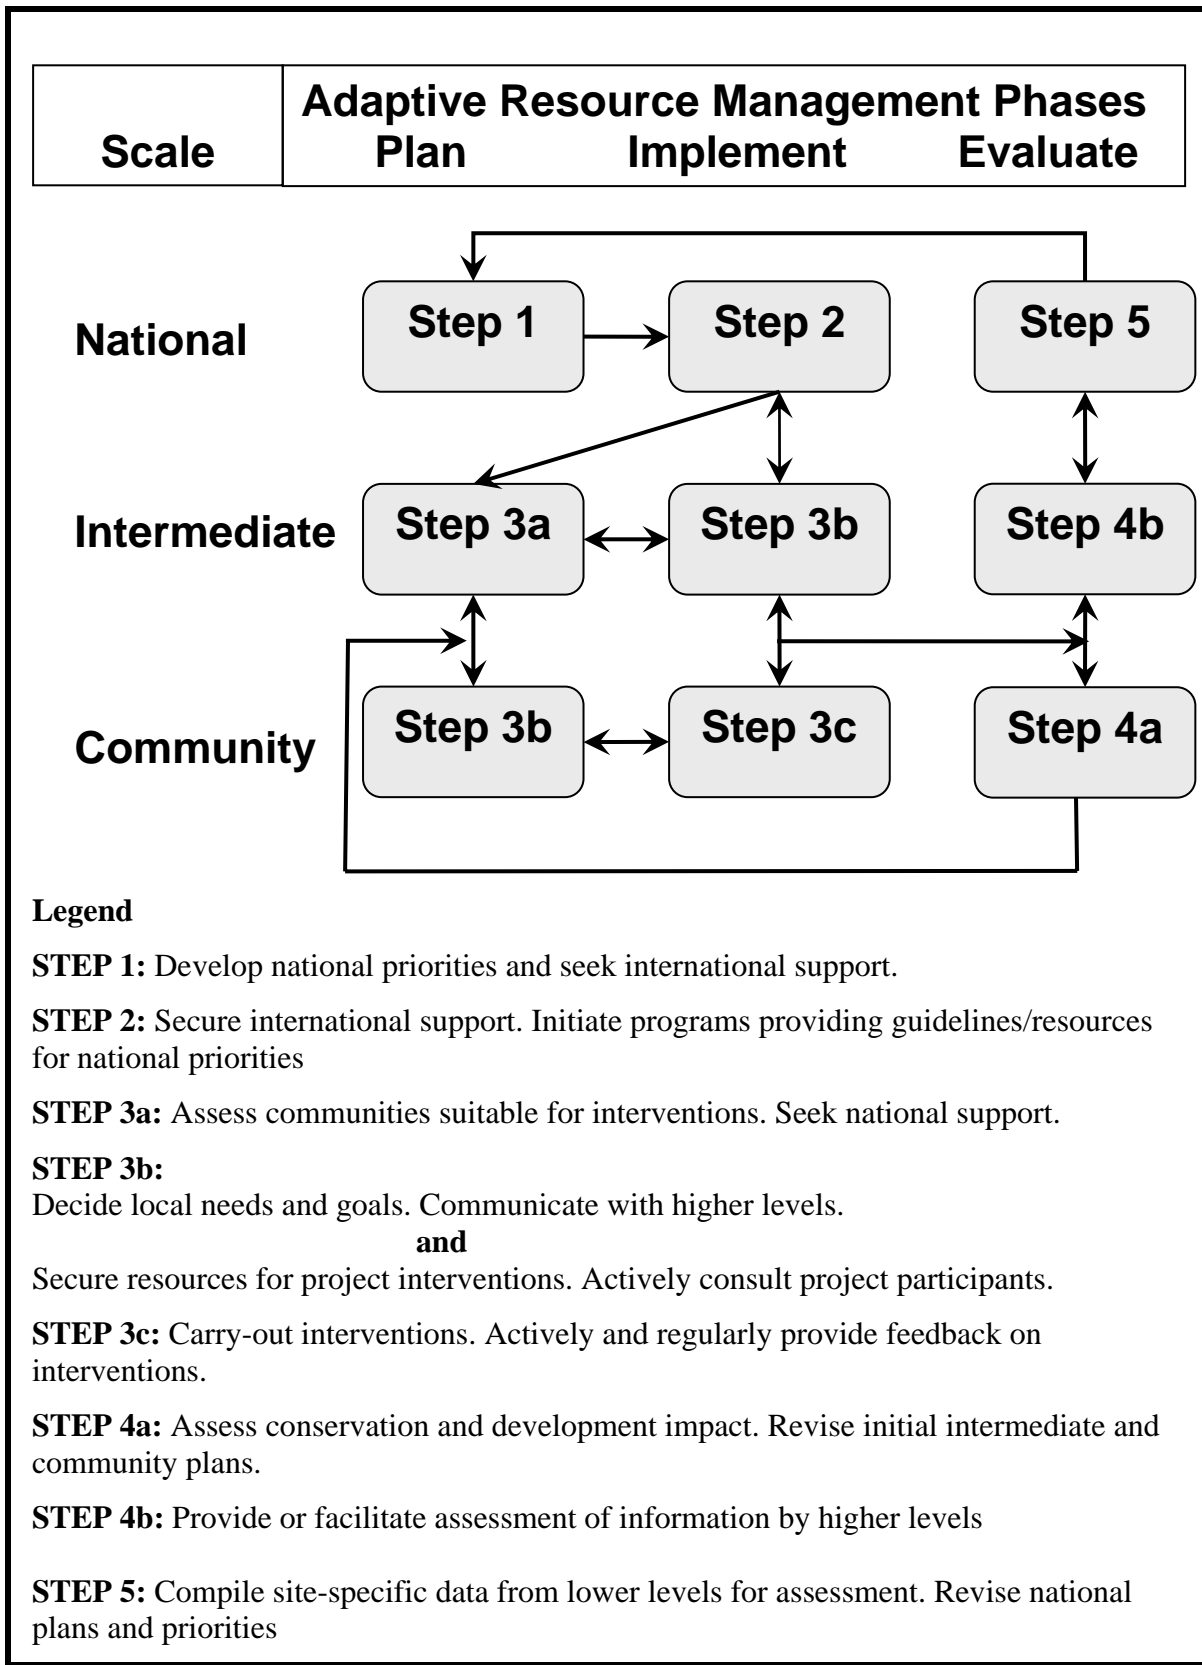 Adaptive Resource Management Phases
Scale Plan Implement Evaluate
National Step 1 Step 2 Step 5
Intermediate Step 3a Step 3b Step 4b
Community Step 3b Step 3c Step 4a
Legend
STEP 1: Develop national priorities and seek international support.
STEP 2: Secure international support. Initiate programs providing guidelines/resources
for national priorities
STEP 3a: Assess communities suitable for interventions. Seek national support.
STEP 3b:
Decide local needs and goals. Communicate with higher levels.
and
Secure resources for project interventions. Actively consult project participants.
STEP 3c: Carry-out interventions. Actively and regularly provide feedback on
interventions.
STEP 4a: Assess conservation and development impact. Revise initial intermediate and
community plans.
STEP 4b: Provide or facilitate assessment of information by higher levels
STEP 5: Compile site-specific data from lower levels for assessment. Revise national
plans and priorities